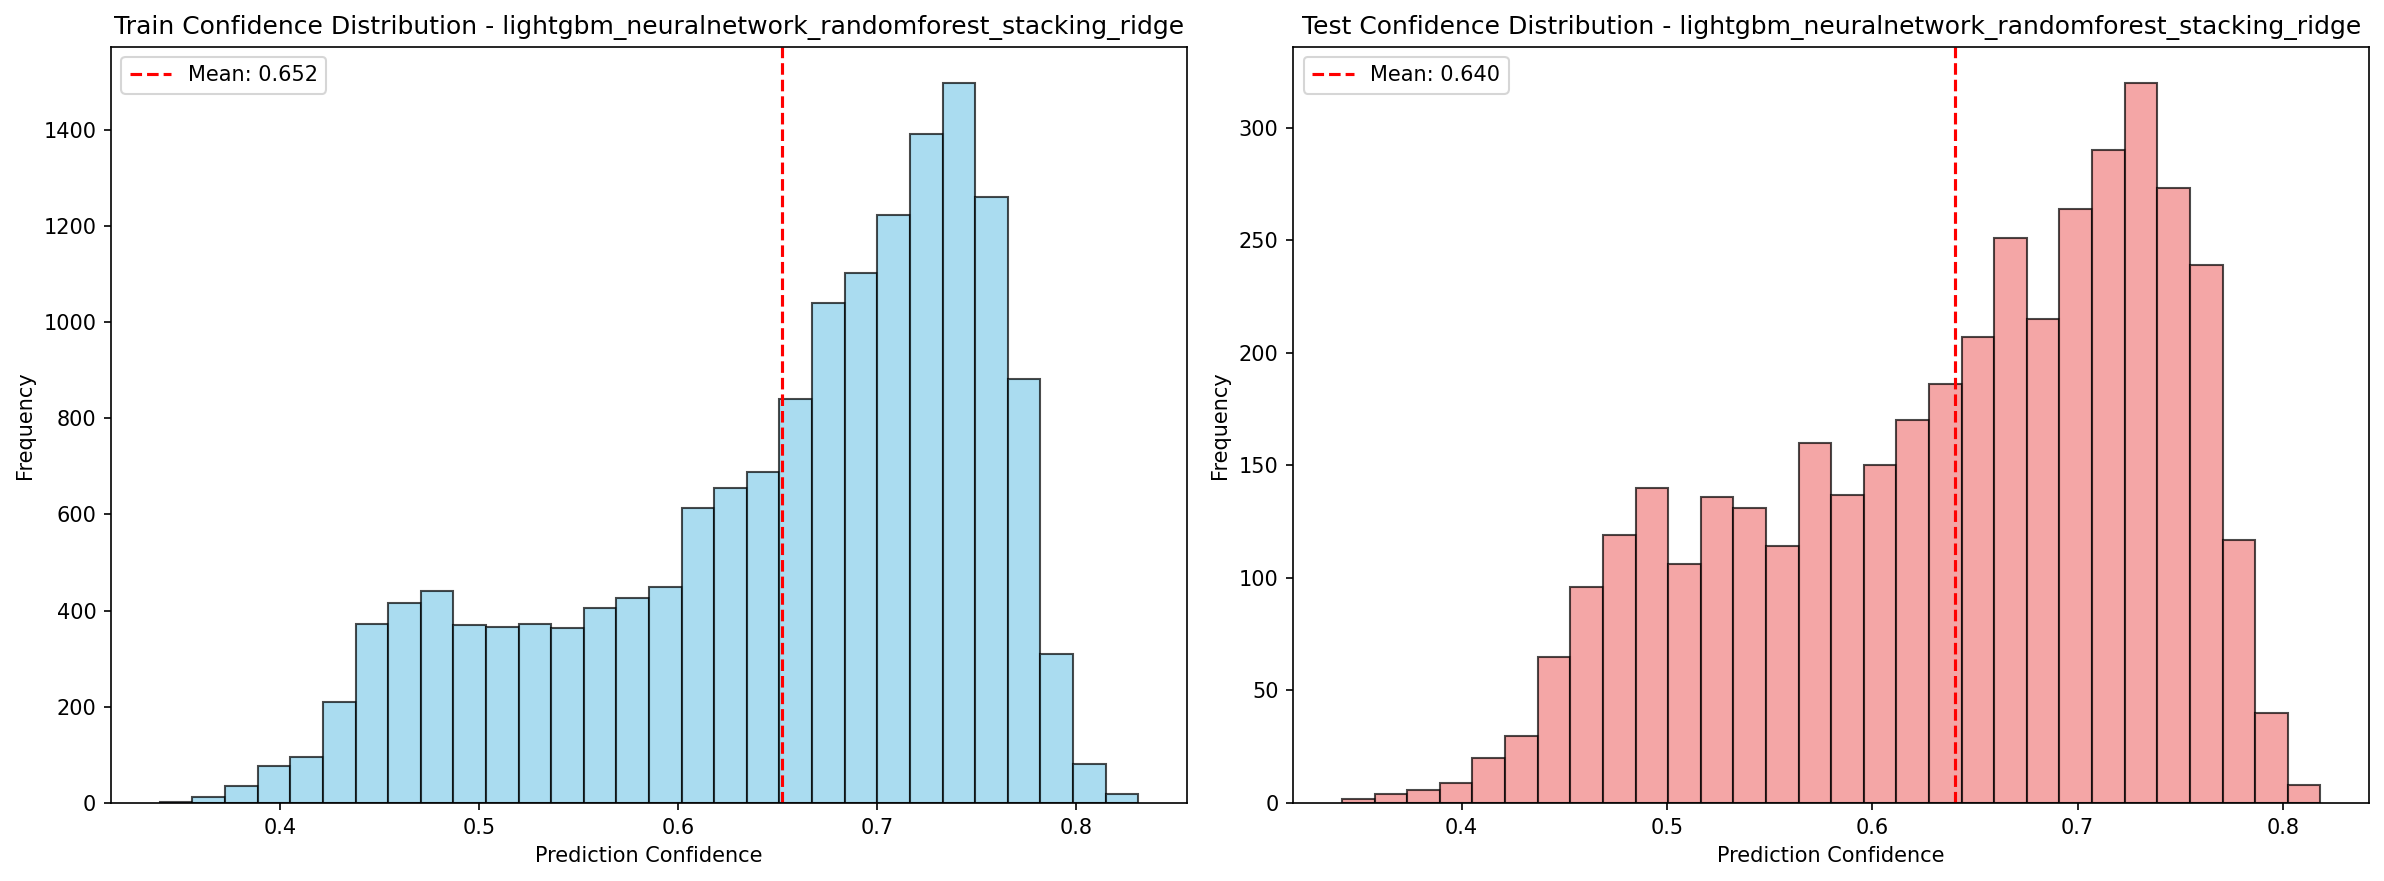 Train Confidence Distribution - lightgbm_neuralnetwork_randomforest_stacking_ridge
Mean: 0.652
Frequency
1400
1200
1000
800
600
400
200
0
0.4 0.5 0.6 0.7 0.8
Prediction Confidence
Test Confidence Distribution - lightgbm_neuralnetwork_randomforest_stacking_ridge
Mean: 0.640
Frequency
300
250
200
150
100
50
0
0.4 0.5 0.6 0.7 0.8
Prediction Confidence